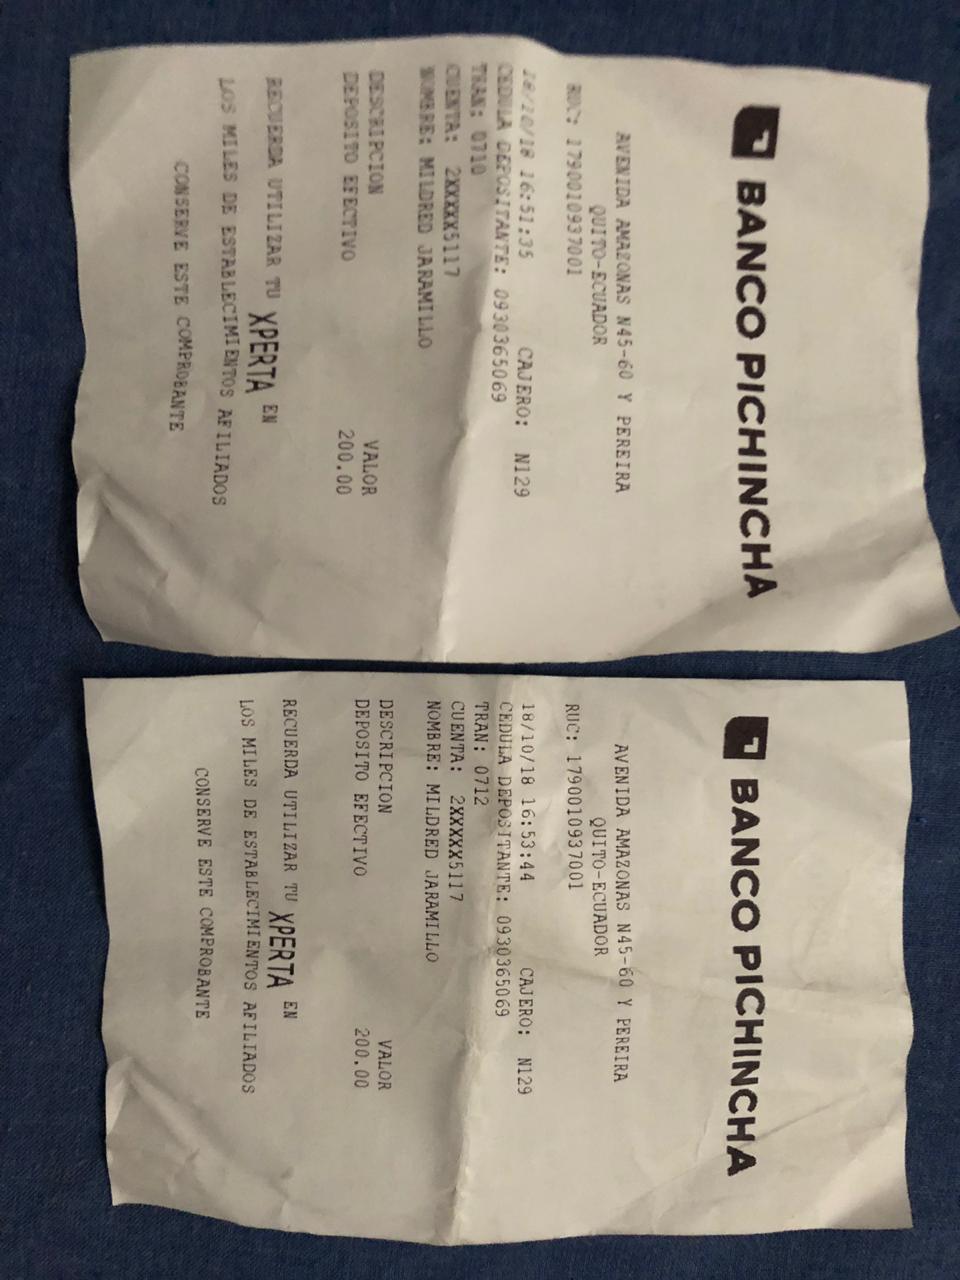 BANCO PICHINCHA
AVENIDA AMAZONAS N45-60 Y PEREIRA
QUITO-ECUADOR
RUC: 1790010937001
18/10/18 16:51:35 CAJERO: N129
CEDULA DEPOSITANTE: 0930365069
TRAN: 0710
CUENTA: 2XXXXX5117
NOMBRE: MILDRED JARAMILLO
DESCRIPCION VALOR
DEPOSITO EFECTIVO 200.00
RECUERDA UTILIZAR TU XPERTA EN
LOS MILES DE ESTABLECIMIENTOS AFILIADOS
CONSERVE ESTE COMPROBANTE
BANCO PICHINCHA
AVENIDA AMAZONAS N45-60 Y PEREIRA
QUITO-ECUADOR
RUC: 1790010937001
18/10/18 16:53:44 CAJERO: N129
CEDULA DEPOSITANTE: 0930365069
TRAN: 0712
CUENTA: 2XXXXX5117
NOMBRE: MILDRED JARAMILLO
DESCRIPCION VALOR
DEPOSITO EFECTIVO 200.00
RECUERDA UTILIZAR TU XPERTA EN
LOS MILES DE ESTABLECIMIENTOS AFILIADOS
CONSERVE ESTE COMPROBANTE